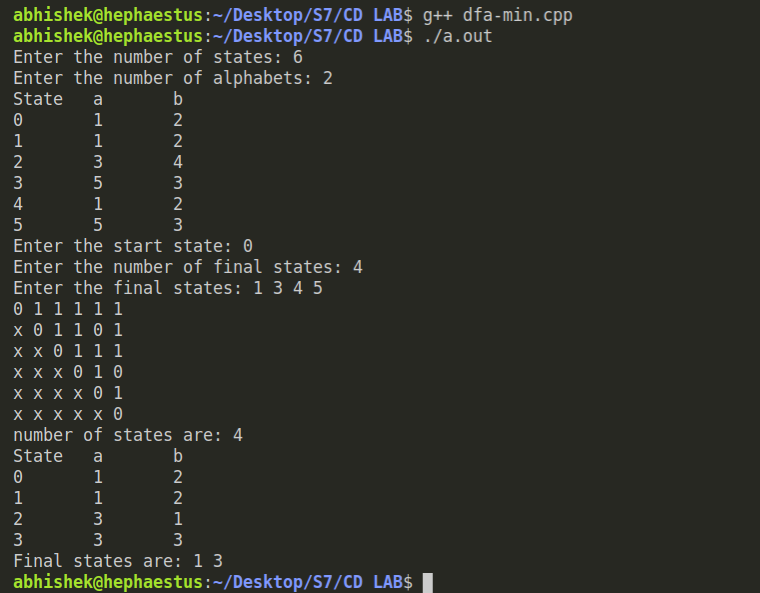 abhishek@hephaestus:~/Desktop/S7/CD LAB$ g++ dfa-min.cpp
abhishek@hephaestus:~/Desktop/S7/CD LAB$ ./a.out
Enter the number of states: 6
Enter the number of alphabets: 2
State   a       b
0       1       2
1       1       2
2       3       4
3       5       3
4       1       2
5       5       3
Enter the start state: 0
Enter the number of final states: 4
Enter the final states: 1 3 4 5
0 1 1 1 1 1
x 0 1 1 0 1
x x 0 1 1 1
x x x 0 1 0
x x x x 0 1
x x x x x 0
number of states are: 4
State   a       b
0       1       2
1       1       2
2       3       1
3       3       3
Final states are: 1 3
abhishek@hephaestus:~/Desktop/S7/CD LAB$